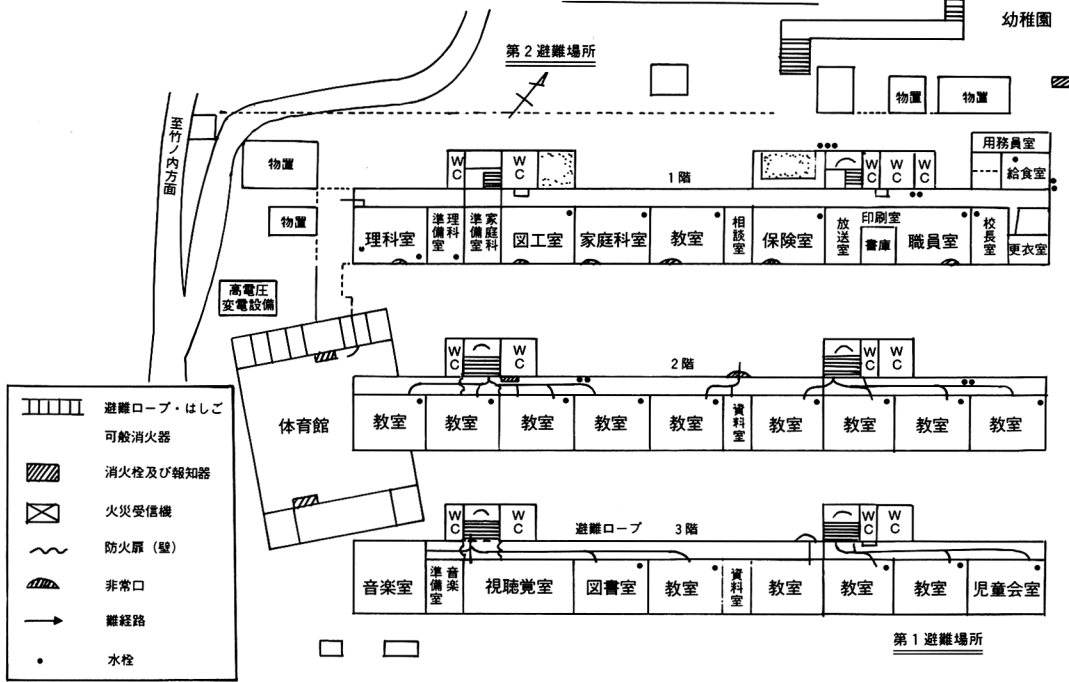 幼稚園
第2避難場所
物置
物置
至竹ノ内方面
物置
WC
WC
1階
WC
WC
WC
用務員室
給食室
物置
理科室
理科準備室
家庭科準備室
図工室
家庭科室
教室
相談室
保険室
放送室
印刷室
書庫
職員室
校長室
更衣室
高電圧
変電設備
WC
WC
2階
WC
WC
体育館
教室
教室
教室
教室
教室
資料室
教室
教室
教室
教室
避難ロープ・はしご
可般消火器
消火栓及び報知器
火災受信機
防火扉(壁)
非常口
難経路
水栓
WC
WC
避難ロープ
3階
WC
WC
音楽室
音楽準備室
視聴覚室
図書室
教室
資料室
教室
教室
教室
児童会室
第1避難場所